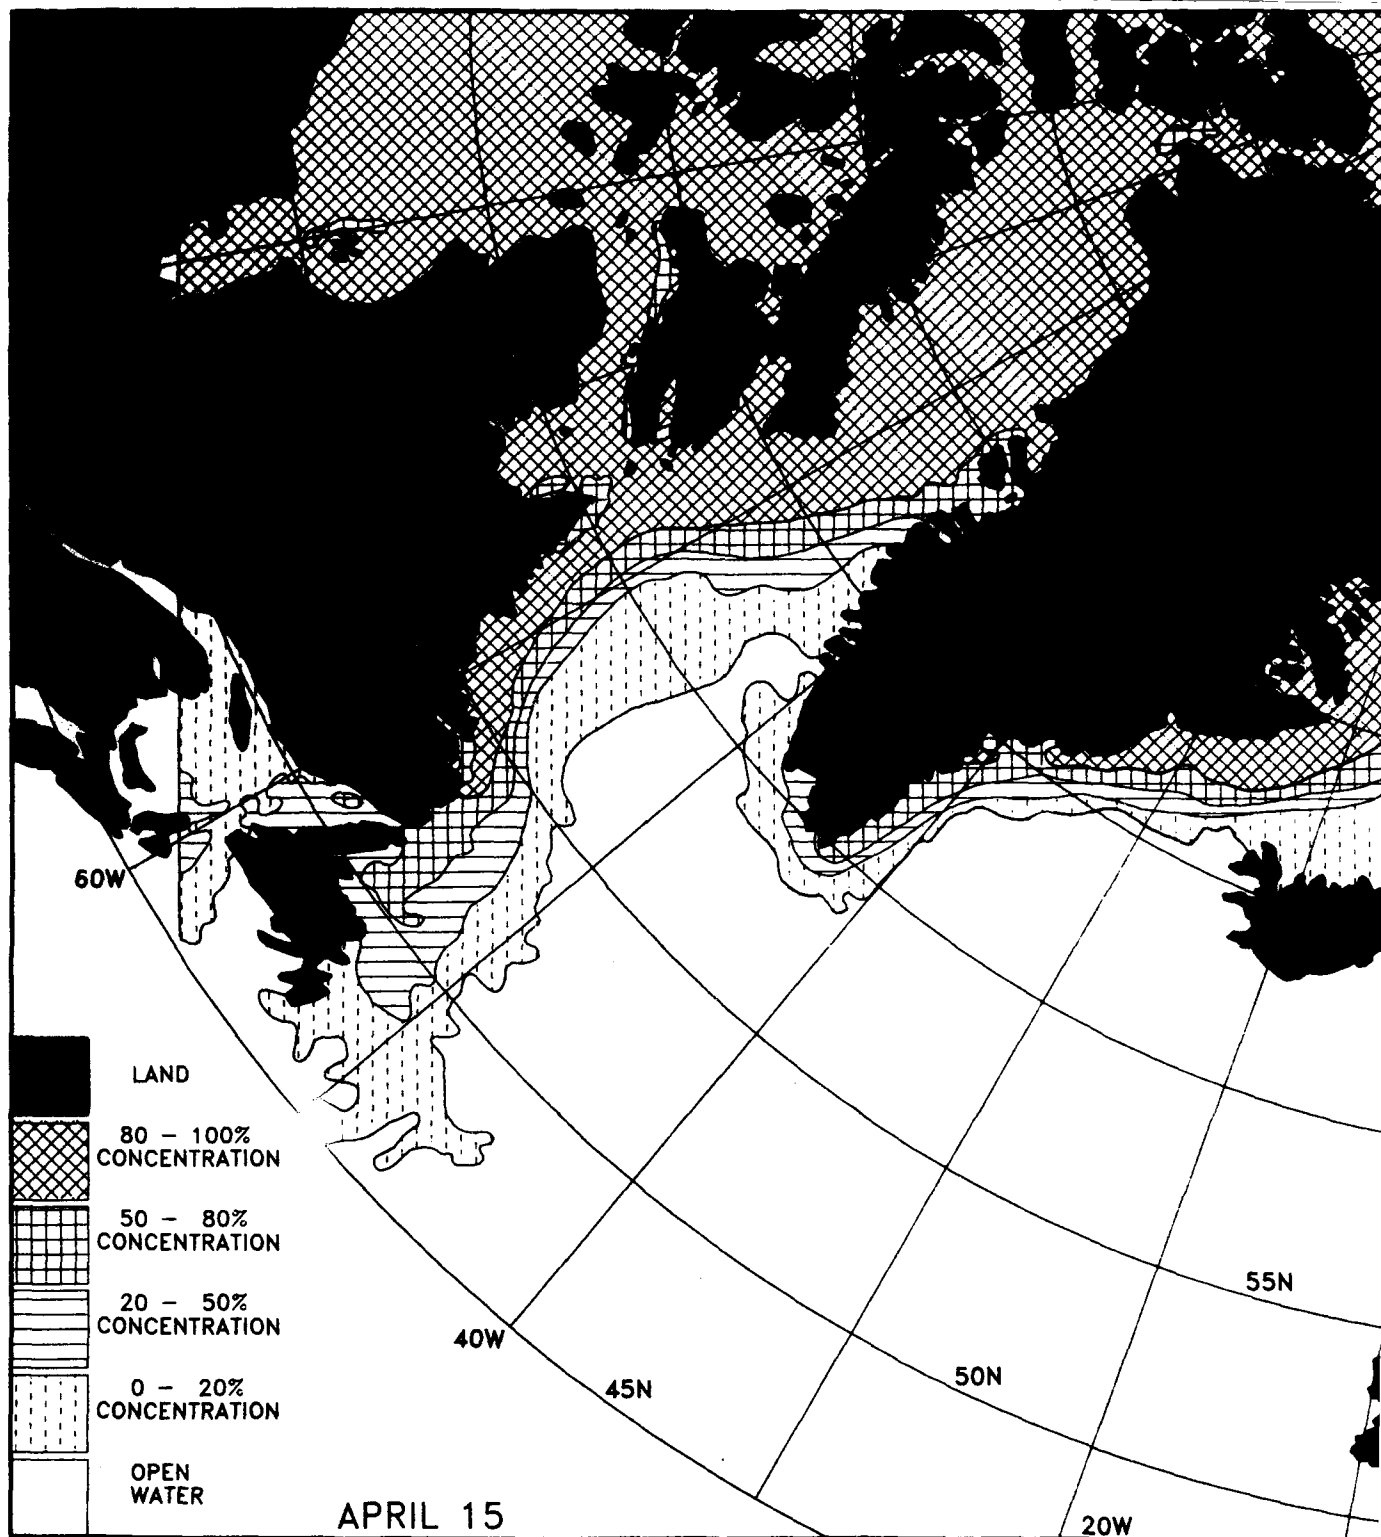 60W
LAND
80 - 100%
CONCENTRATION
50 - 80%
CONCENTRATION
20 - 50%
CONCENTRATION
0 - 20%
CONCENTRATION
OPEN
WATER
40W
45N
50N
55N
20W
APRIL 15